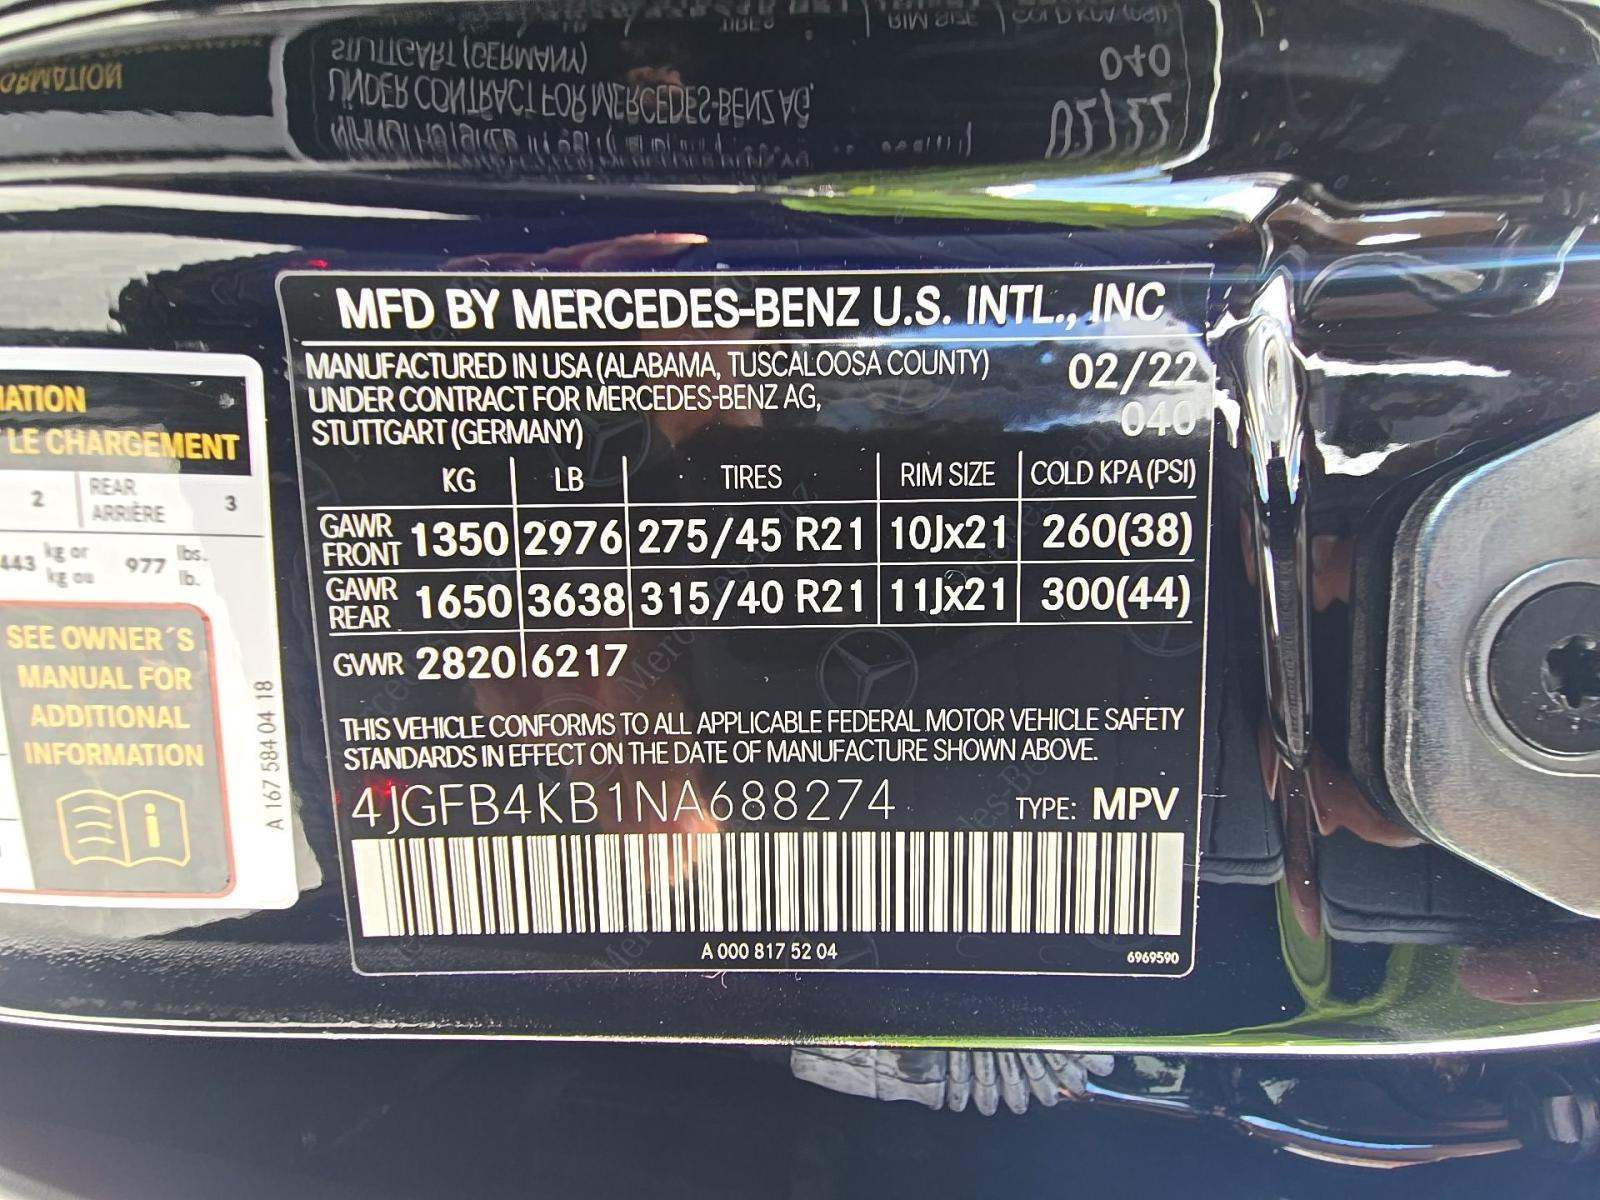 MFD BY MERCEDES-BENZ U.S. INTL., INC
MANUFACTURED IN USA (ALABAMA, TUSCALOOSA COUNTY) 02/22
UNDER CONTRACT FOR MERCEDES-BENZ AG, 040
STUTTGART (GERMANY)
KG LB TIRES RIM SIZE COLD KPA (PSI)
GAWR FRONT 1350 2976 275/45 R21 10Jx21 260(38)
GAWR REAR 1650 3638 315/40 R21 11Jx21 300(44)
GVWR 2820 6217
THIS VEHICLE CONFORMS TO ALL APPLICABLE FEDERAL MOTOR VEHICLE SAFETY
STANDARDS IN EFFECT ON THE DATE OF MANUFACTURE SHOWN ABOVE.
4JGFB4KB1NA688274 TYPE: MPV
A 000 817 52 04
6969590
LE CHARGEMENT
2 REAR ARRIÈRE 3
443 kg or kg ou 977 lbs. lb.
SEE OWNER´S
MANUAL FOR
ADDITIONAL
INFORMATION
A 167 584 04 18